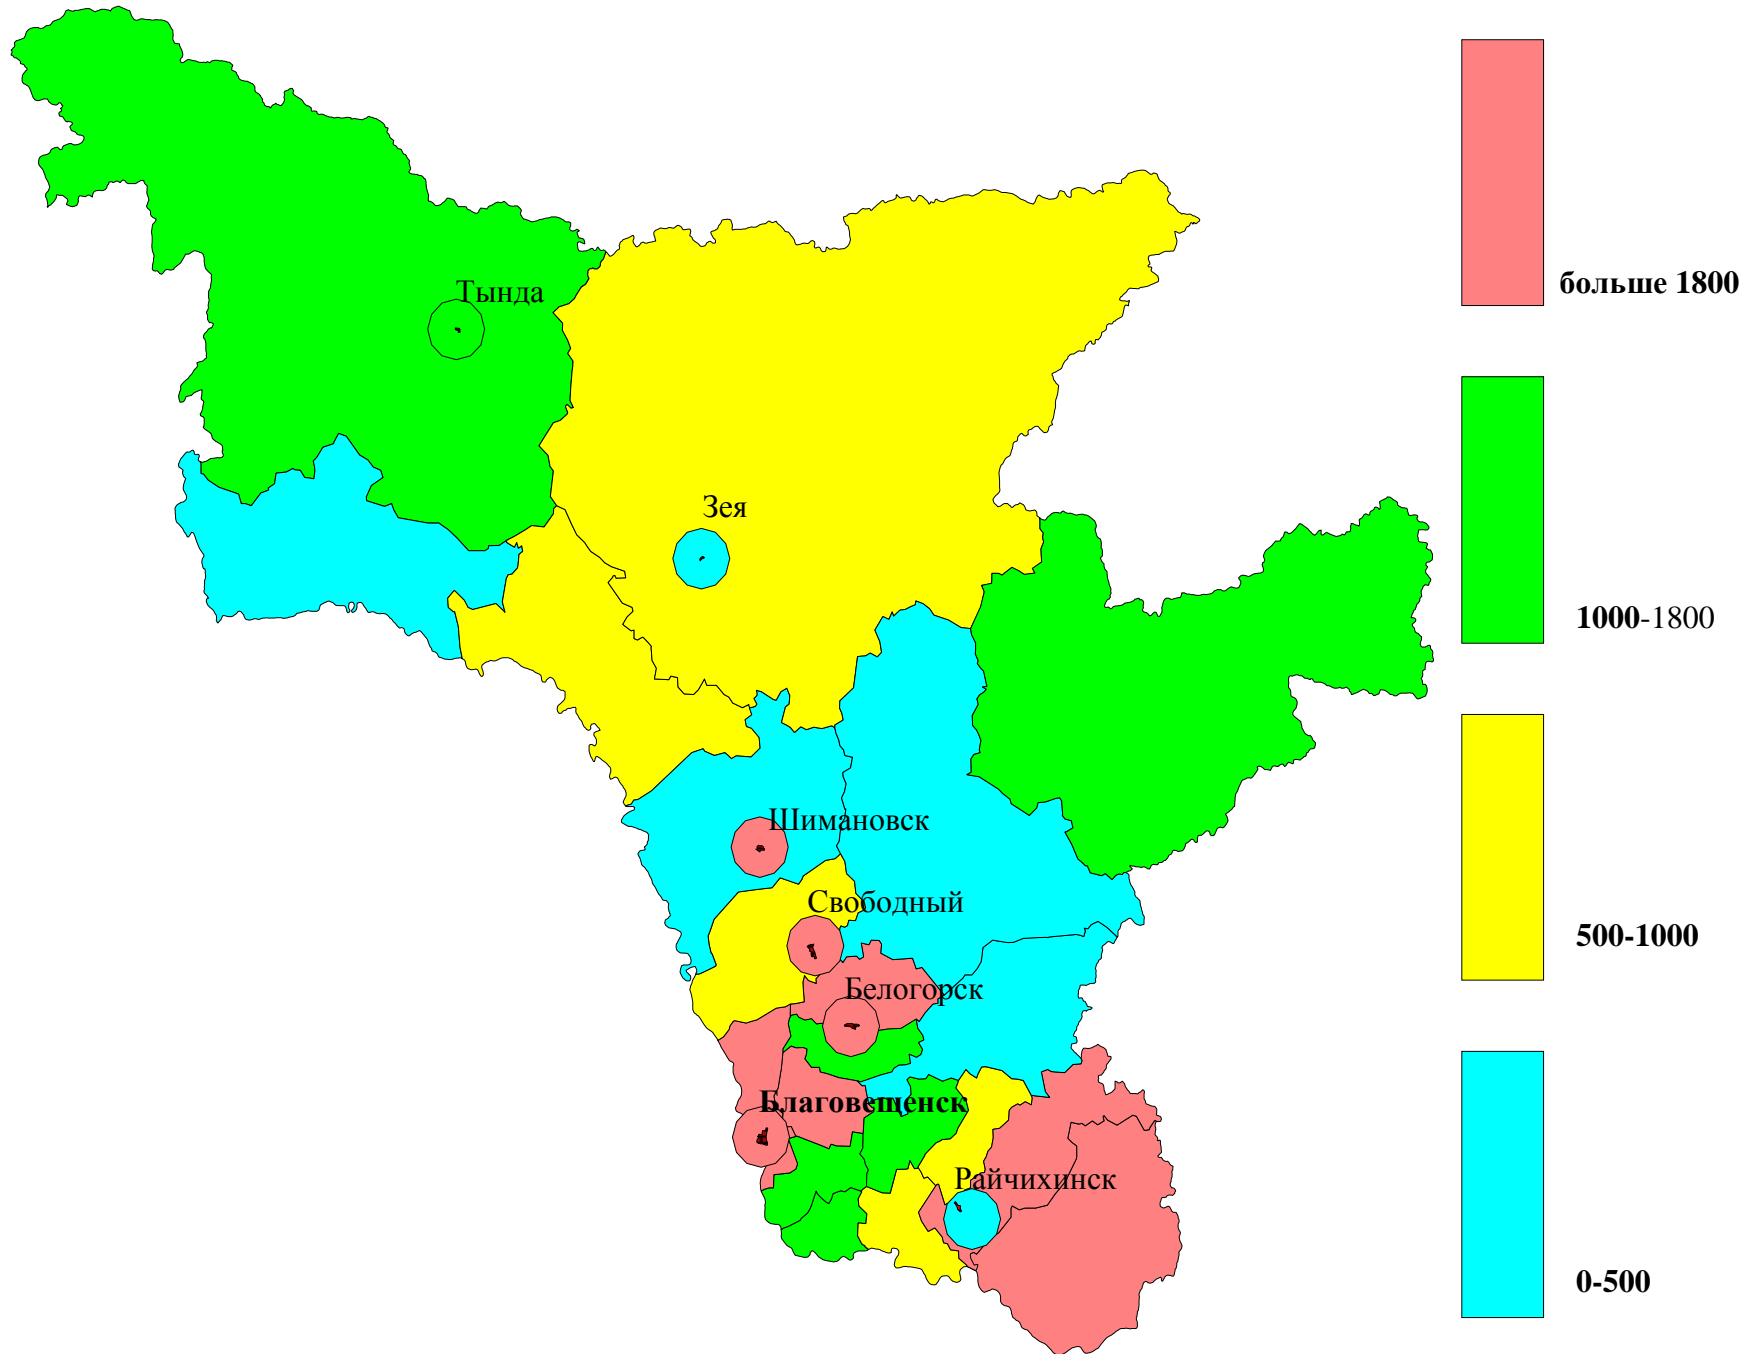 Тында
Зея
Шимановск
Свободный
Белогорск
Благовещенск
Райчихинск
больше 1800
1000-1800
500-1000
0-500